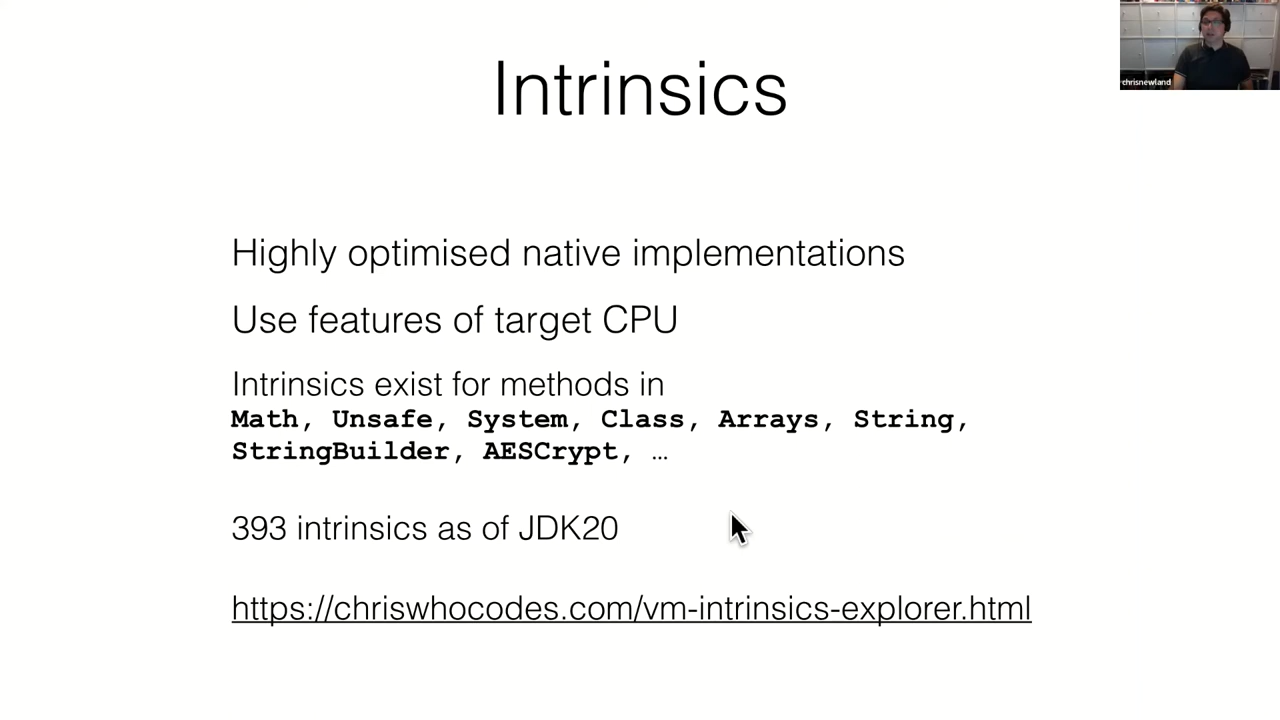 chrisnewland
Intrinsics
Highly optimised native implementations
Use features of target CPU
Intrinsics exist for methods in
Math, Unsafe, System, Class, Arrays, String,
StringBuilder, AESCrypt, …
393 intrinsics as of JDK20
https://chriswhocodes.com/vm-intrinsics-explorer.html